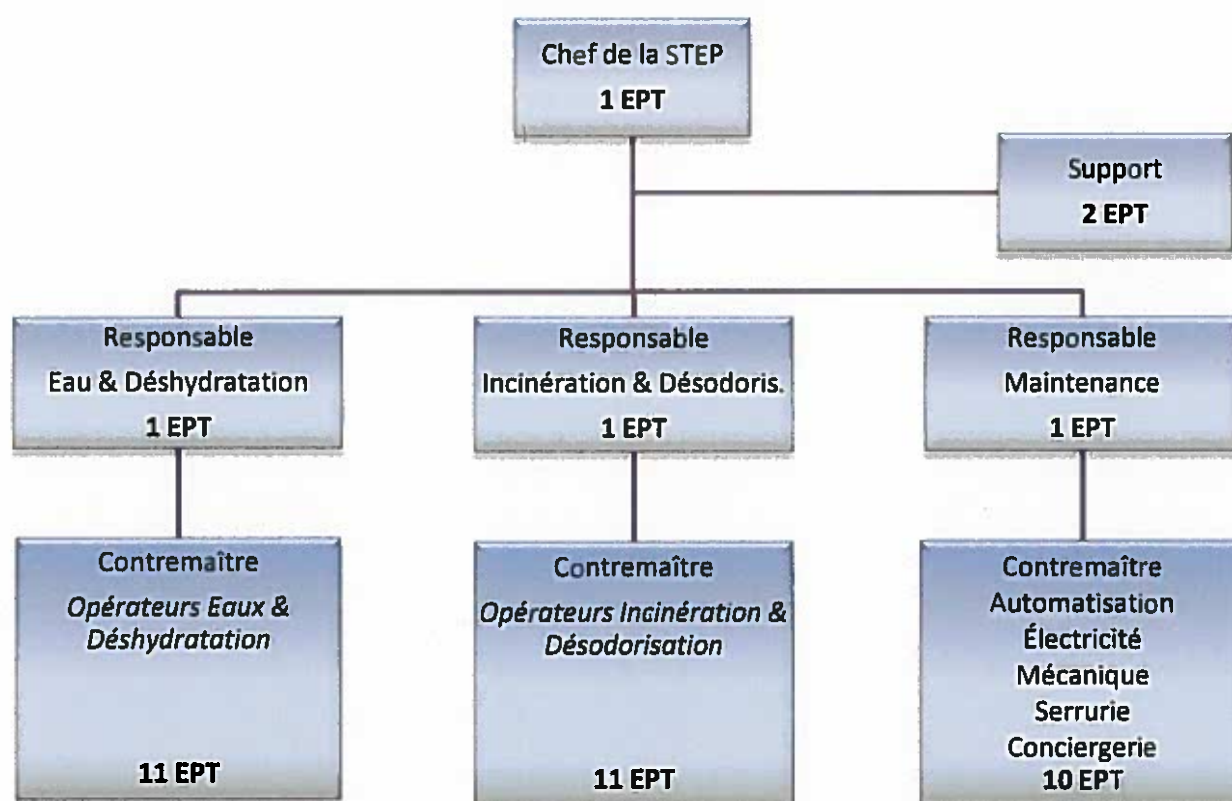 Chef de la STEP
1 EPT
Support
2 EPT
Responsable
Eau & Déshydratation
1 EPT
Responsable
Incinération & Désodoris.
1 EPT
Responsable
Maintenance
1 EPT
Contremaître
Opérateurs Eaux &
Déshydratation
11 EPT
Contremaître
Opérateurs Incinération &
Désodorisation
11 EPT
Contremaître
Automatisation
Électricité
Mécanique
Serrurie
Conciergerie
10 EPT